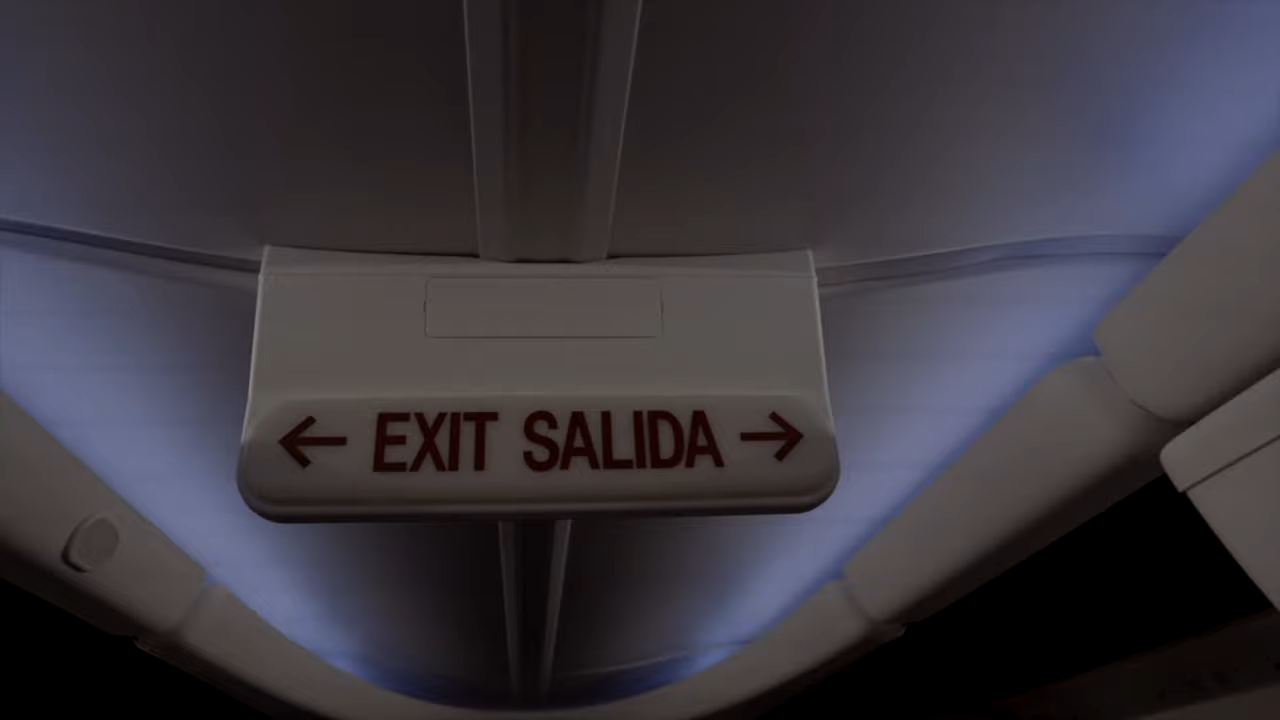 ← EXIT SALIDA →